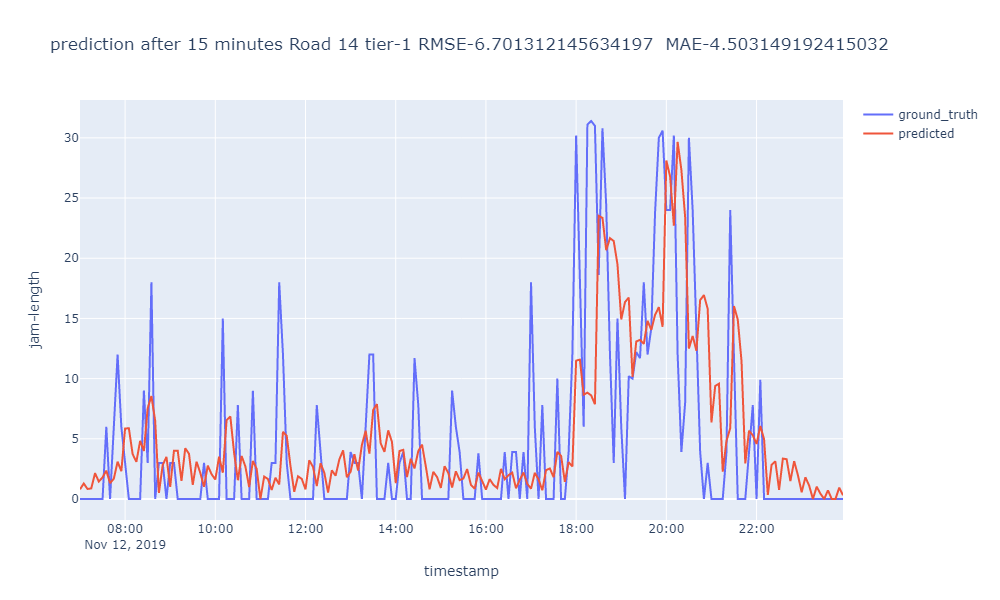 prediction after 15 minutes Road 14 tier-1 RMSE-6.701312145634197  MAE-4.503149192415032
ground_truth
predicted
30
25
20
15
10
5
0
jam-length
08:00 10:00 12:00 14:00 16:00 18:00 20:00 22:00
Nov 12, 2019
timestamp